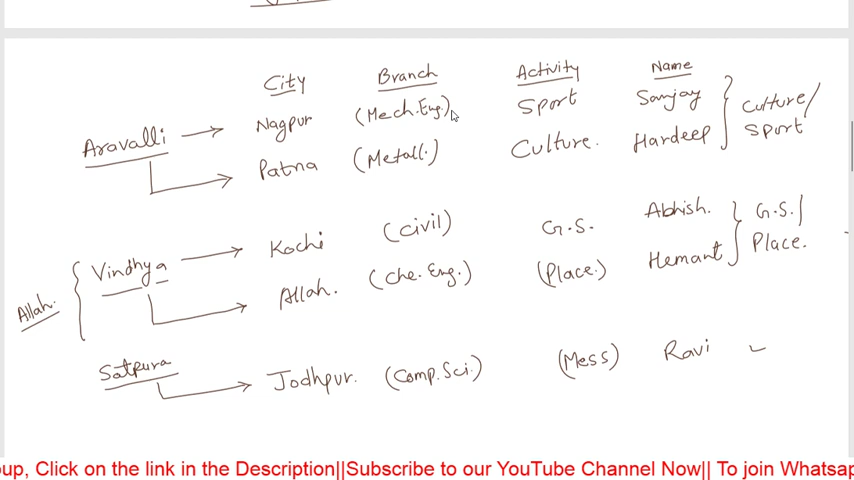 City Branch Activity Name
Aravalli → Nagpur (Mech.Eng.) Sport Sanjay } Culture/
Sport
Patna (Metall.) Culture. Hardeep
Vindhya → Kochi (civil) G.S. Abhish. } G.S./
Place.
Allah. { Allah. (Che. Eng.) (Place.) Hemant
Satpura → Jodhpur. (Comp.Sci.) (Mess) Ravi
oup, Click on the link in the Description||Subscribe to our YouTube Channel Now|| To join Whatsap